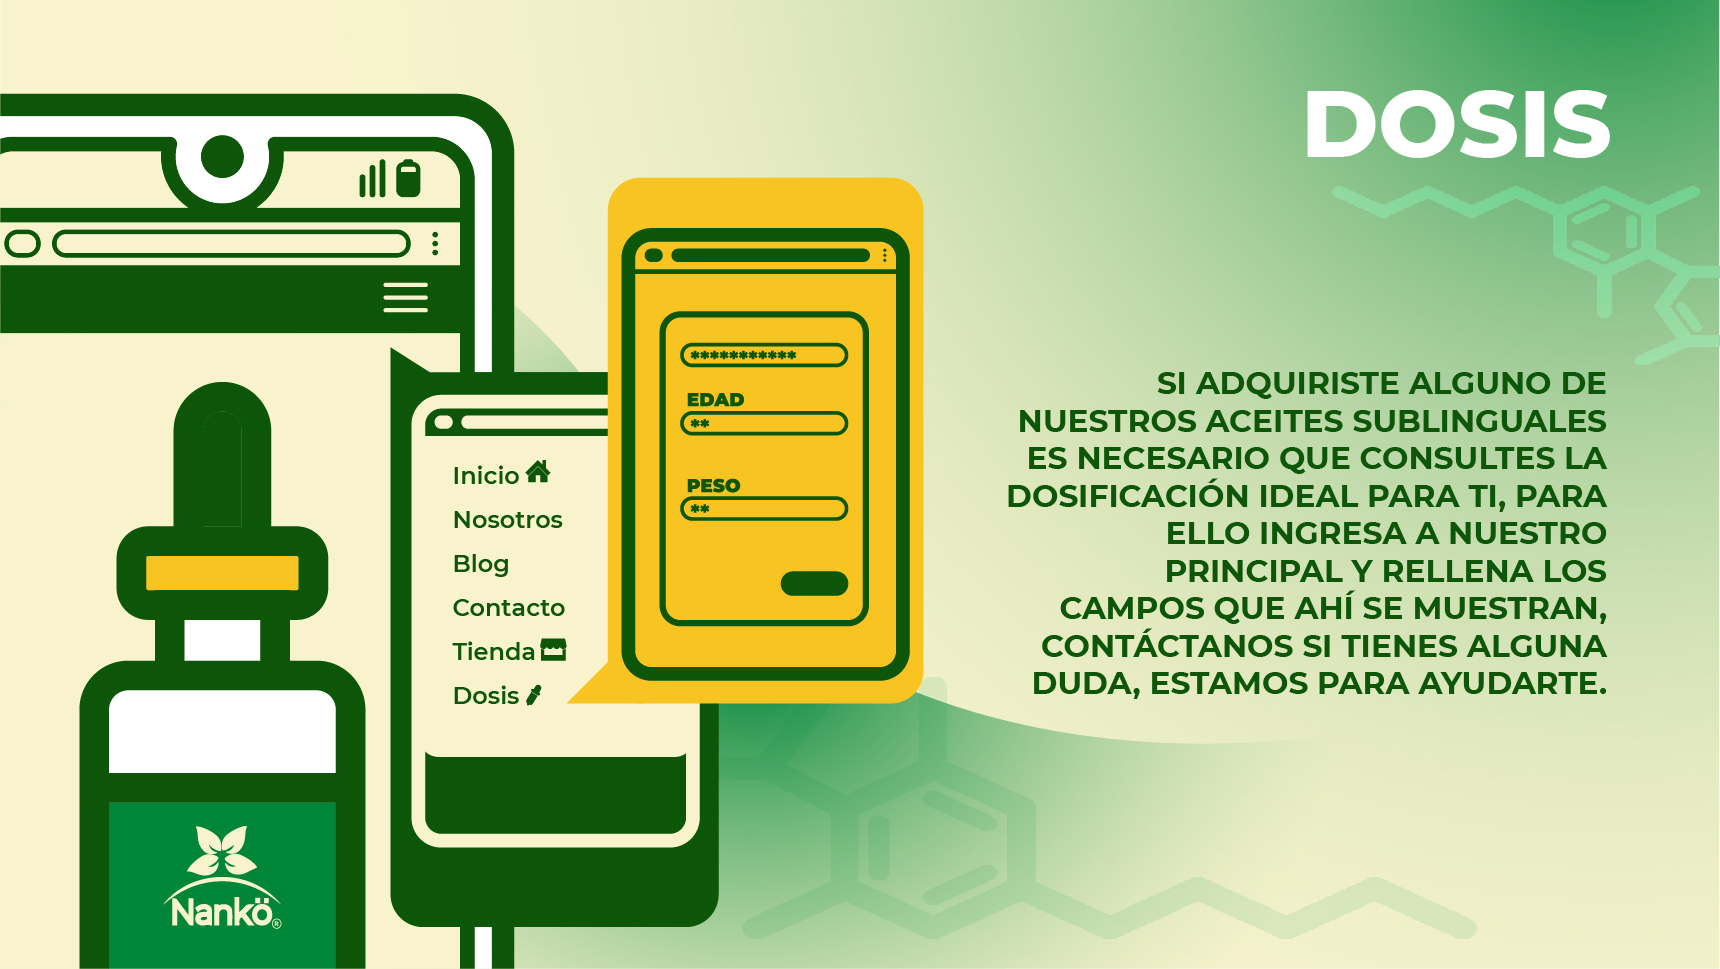 DOSIS
SI ADQUIRISTE ALGUNO DE
NUESTROS ACEITES SUBLINGUALES
ES NECESARIO QUE CONSULTES LA
DOSIFICACIÓN IDEAL PARA TI, PARA
ELLO INGRESA A NUESTRO
PRINCIPAL Y RELLENA LOS
CAMPOS QUE AHÍ SE MUESTRAN,
CONTÁCTANOS SI TIENES ALGUNA
DUDA, ESTAMOS PARA AYUDARTE.
***********
EDAD
**
PESO
**
Inicio
Nosotros
Blog
Contacto
Tienda
Dosis
Nankö®